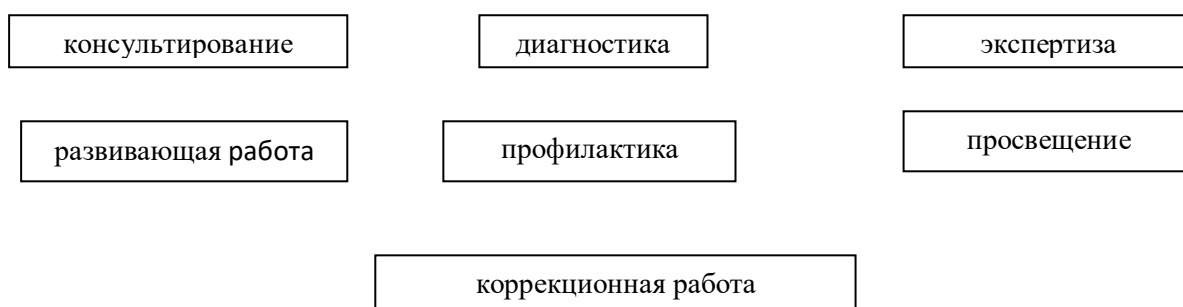 консультирование
диагностика
экспертиза
развивающая работа
профилактика
просвещение
коррекционная работа